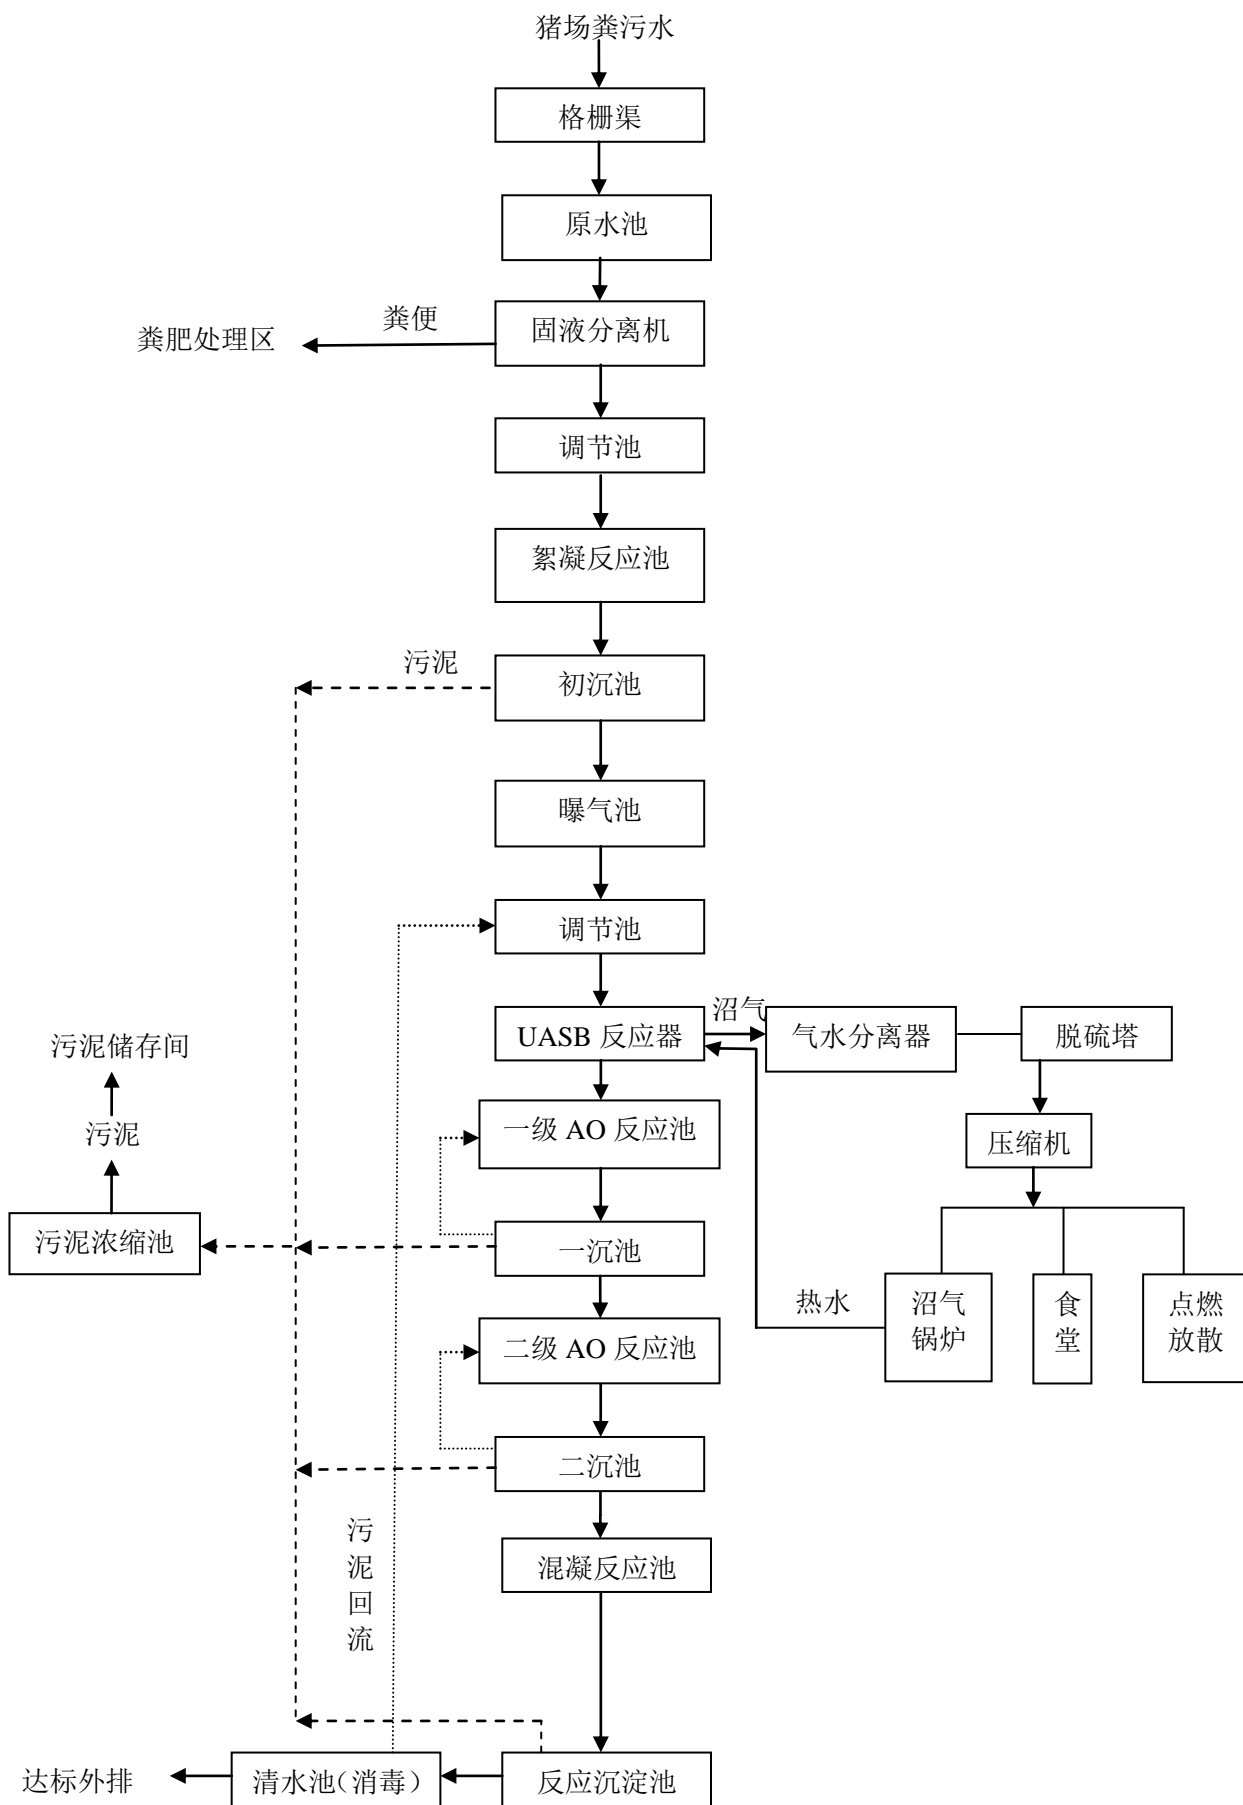 猪场粪污水
格栅渠
原水池
粪便
固液分离机
粪肥处理区
调节池
絮凝反应池
污泥
初沉池
曝气池
调节池
沼气
UASB 反应器
气水分离器
脱硫塔
污泥储存间
一级 AO 反应池
污泥
压缩机
污泥浓缩池
一沉池
热水
沼气
锅炉
食
堂
点燃
放散
二级 AO 反应池
二沉池
污
泥
回
流
混凝反应池
达标外排
清水池（消毒）
反应沉淀池